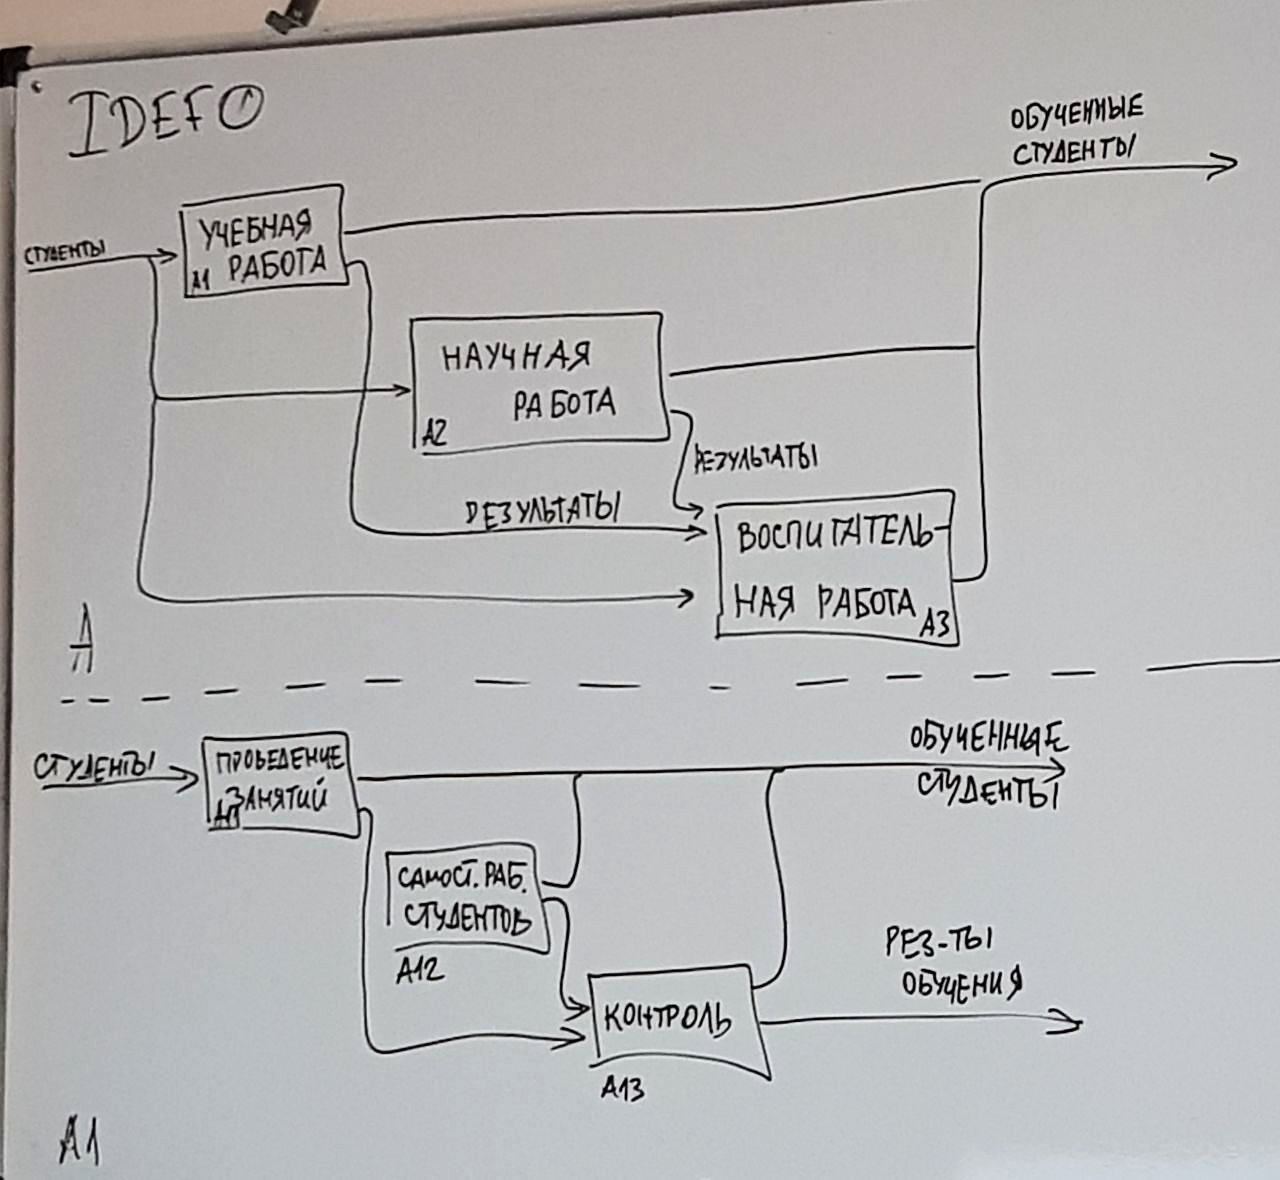 IDEF0
ОБУЧЕННЫЕ
СТУДЕНТЫ
СТУДЕНТЫ
УЧЕБНАЯ
РАБОТА
А1
НАУЧНАЯ
РАБОТА
А2
РЕЗУЛЬТАТЫ
РЕЗУЛЬТАТЫ
ВОСПИТАТЕЛЬ-
НАЯ РАБОТА
А3
А
СТУДЕНТЫ
ПРОВЕДЕНИЕ
ЗАНЯТИЙ
А11
ОБУЧЕННЫЕ
СТУДЕНТЫ
САМОСТ. РАБ.
СТУДЕНТОВ
А12
РЕЗ-ТЫ
ОБУЧЕНИЯ
КОНТРОЛЬ
А13
А1